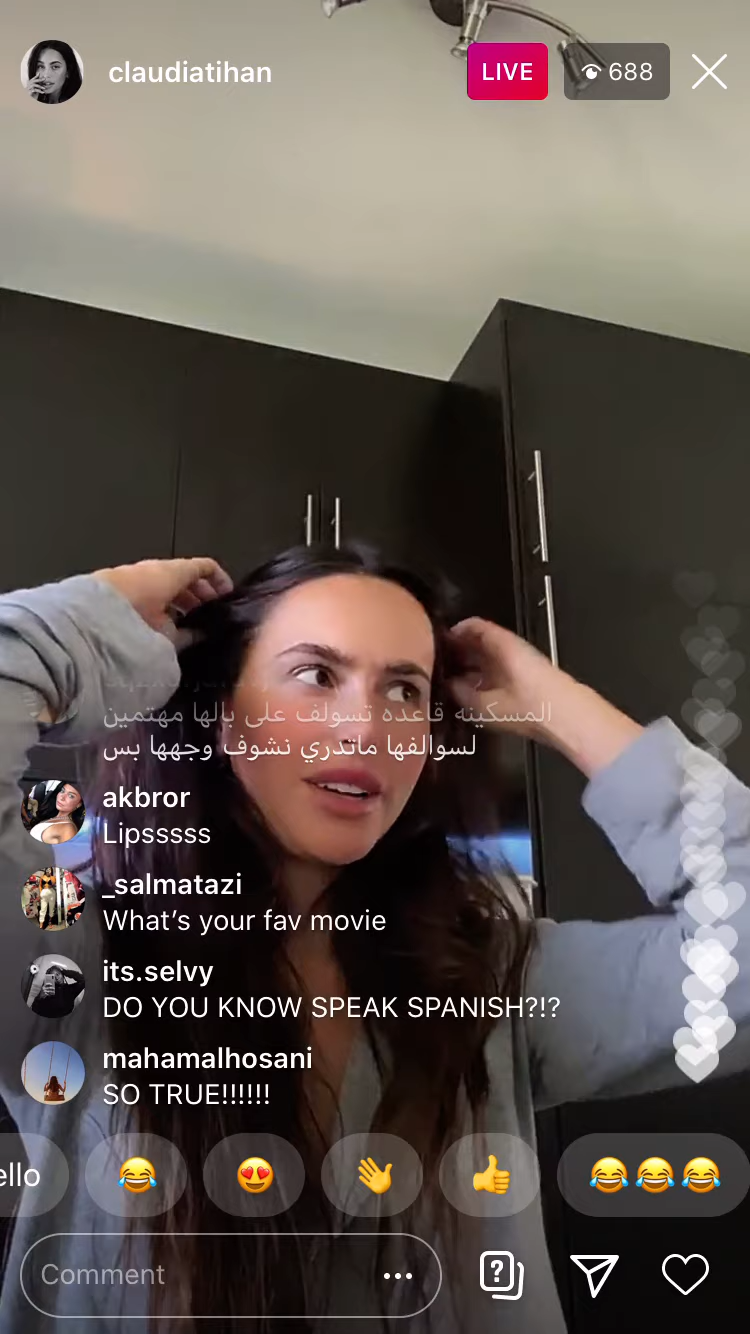 claudiatihan
LIVE
688
المسكينه قاعده تسولف على بالها مهتمين
لسوالفها ماتدري نشوف وجهها بس
akbror
Lipsssss
_salmatazi
What's your fav movie
its.selvy
DO YOU KNOW SPEAK SPANISH?!?
mahamalhosani
SO TRUE!!!!!!
ello
😂
😍
👋
👍
😂😂😂
Comment